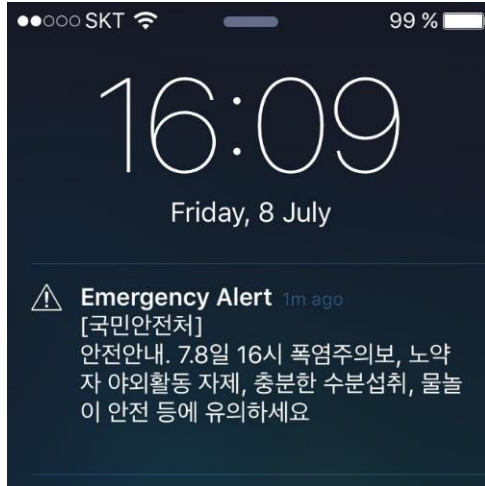 SKT 99 %
16:09
Friday, 8 July
Emergency Alert 1m ago
[국민안전처]
안전안내. 7.8일 16시 폭염주의보, 노약
자 야외활동 자제, 충분한 수분섭취, 물놀
이 안전 등에 유의하세요